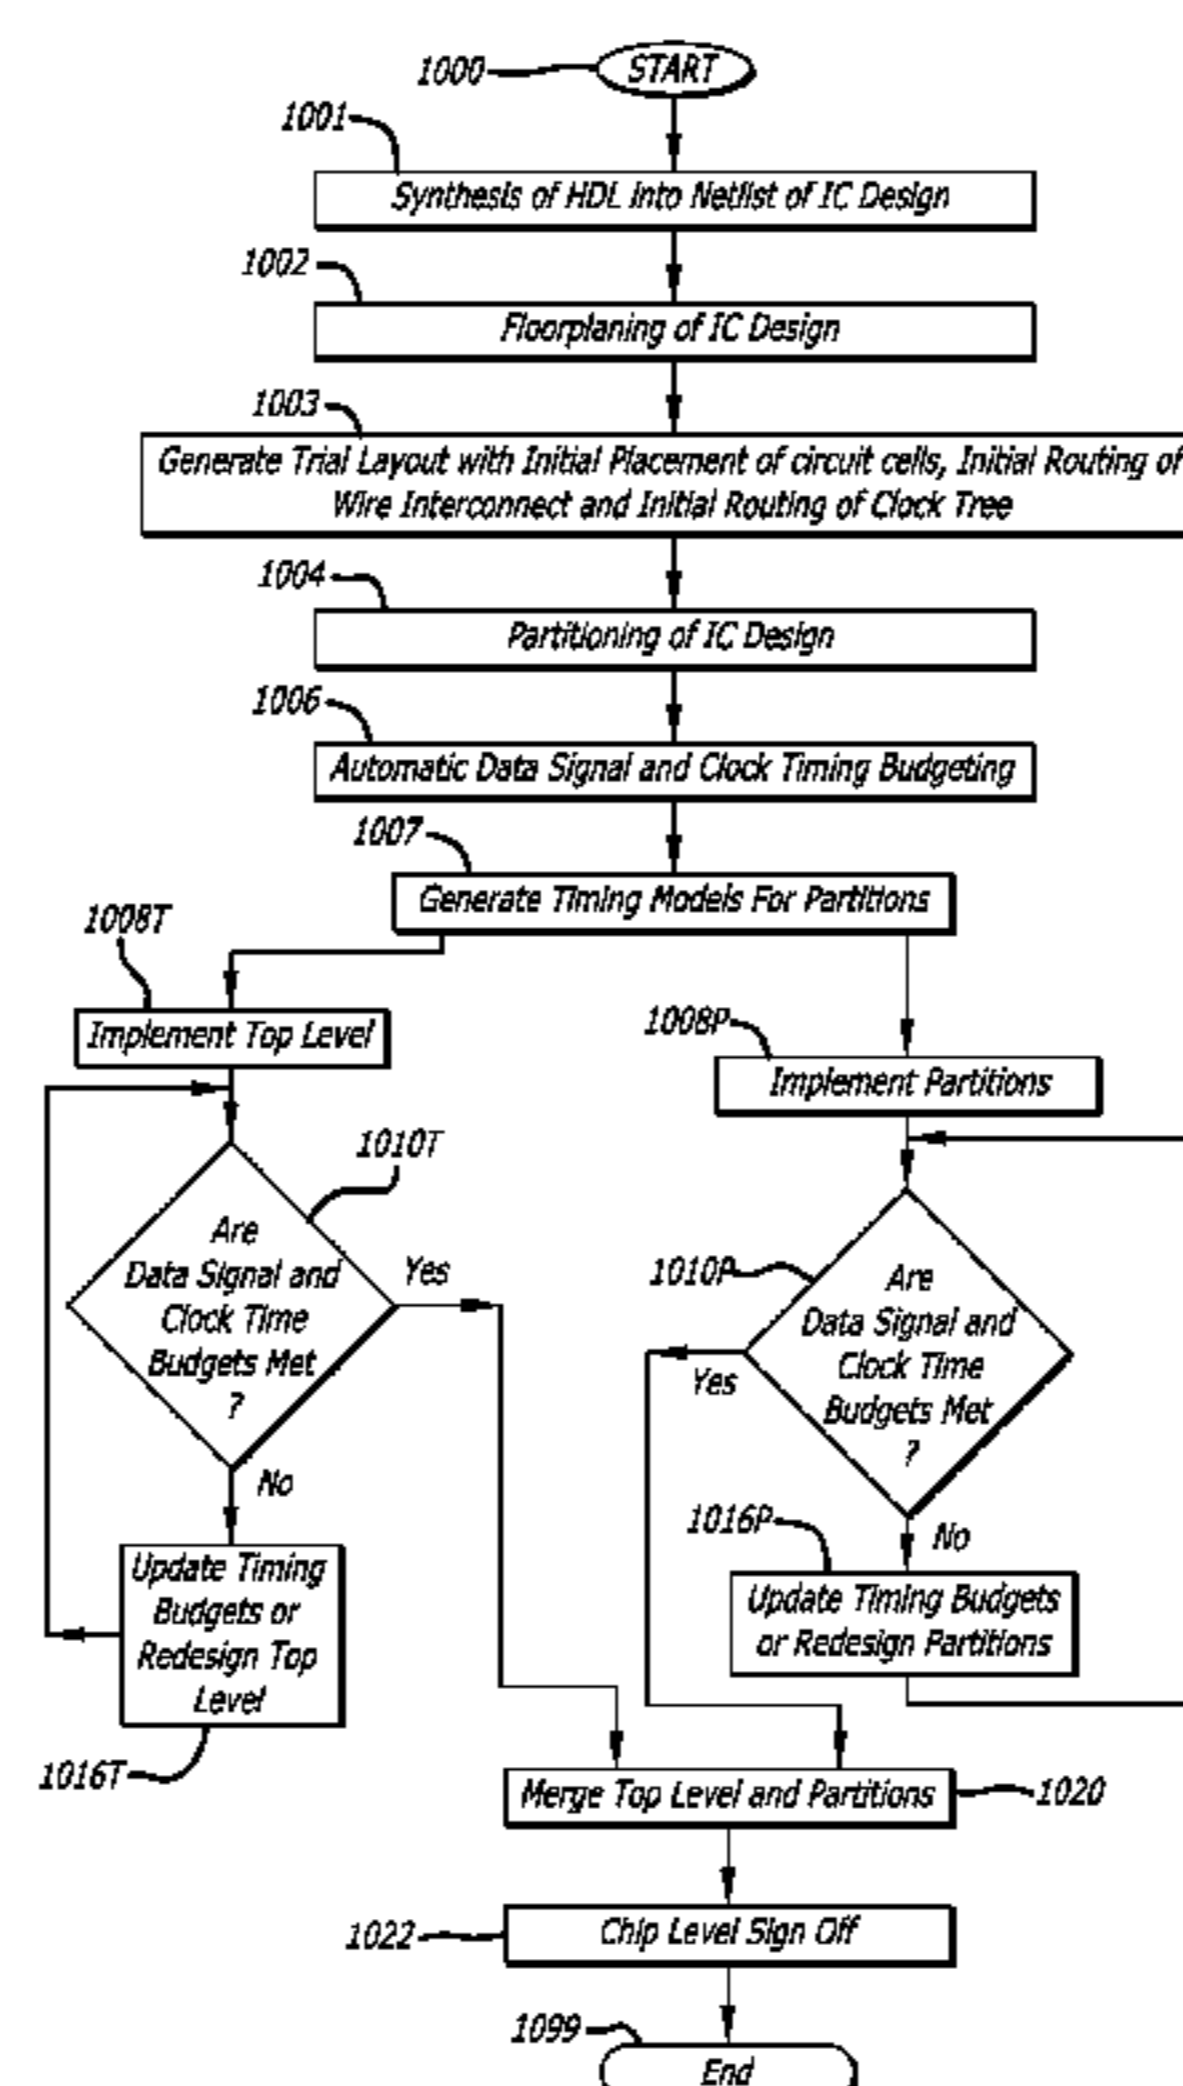 1000
START
1001
Synthesis of HDL into Netlist of IC Design
1002
Floorplaning of IC Design
1003
Generate Trial Layout with Initial Placement of circuit cells, Initial Routing of
Wire Interconnect and Initial Routing of Clock Tree
1004
Partitioning of IC Design
1006
Automatic Data Signal and Clock Timing Budgeting
1007
Generate Timing Models For Partitions
1008T
Implement Top Level
1008P
Implement Partitions
1010T
Are
Data Signal and
Clock Time
Budgets Met
?
Yes
No
1010P
Are
Data Signal and
Clock Time
Budgets Met
?
Yes
No
Update Timing
Budgets or
Redesign Top
Level
1016T
1016P
Update Timing Budgets
or Redesign Partitions
Merge Top Level and Partitions
1020
1022
Chip Level Sign Off
1099
End